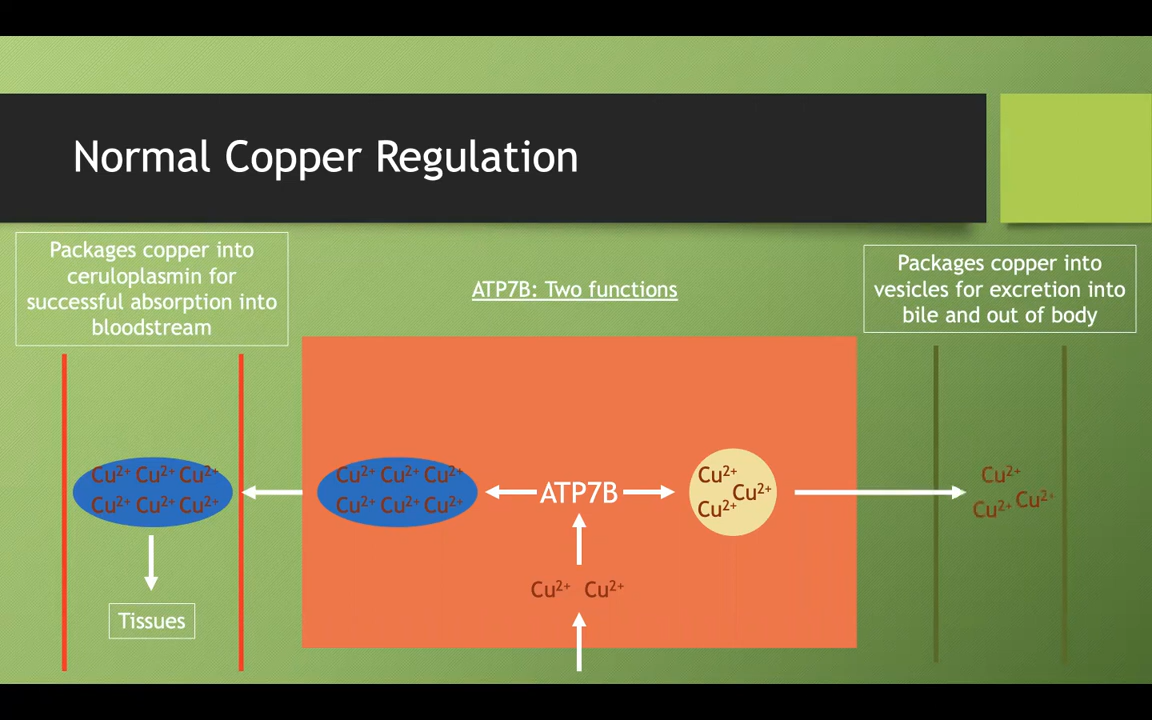 Normal Copper Regulation
Packages copper into
ceruloplasmin for
successful absorption into
bloodstream
ATP7B: Two functions
Packages copper into
vesicles for excretion into
bile and out of body
Cu²⁺ Cu²⁺ Cu²⁺
Cu²⁺ Cu²⁺ Cu²⁺
Cu²⁺ Cu²⁺ Cu²⁺
Cu²⁺ Cu²⁺ Cu²⁺
ATP7B
Cu²⁺
Cu²⁺
Cu²⁺
Cu²⁺
Cu²⁺ Cu²⁺
Cu²⁺ Cu²⁺
Tissues